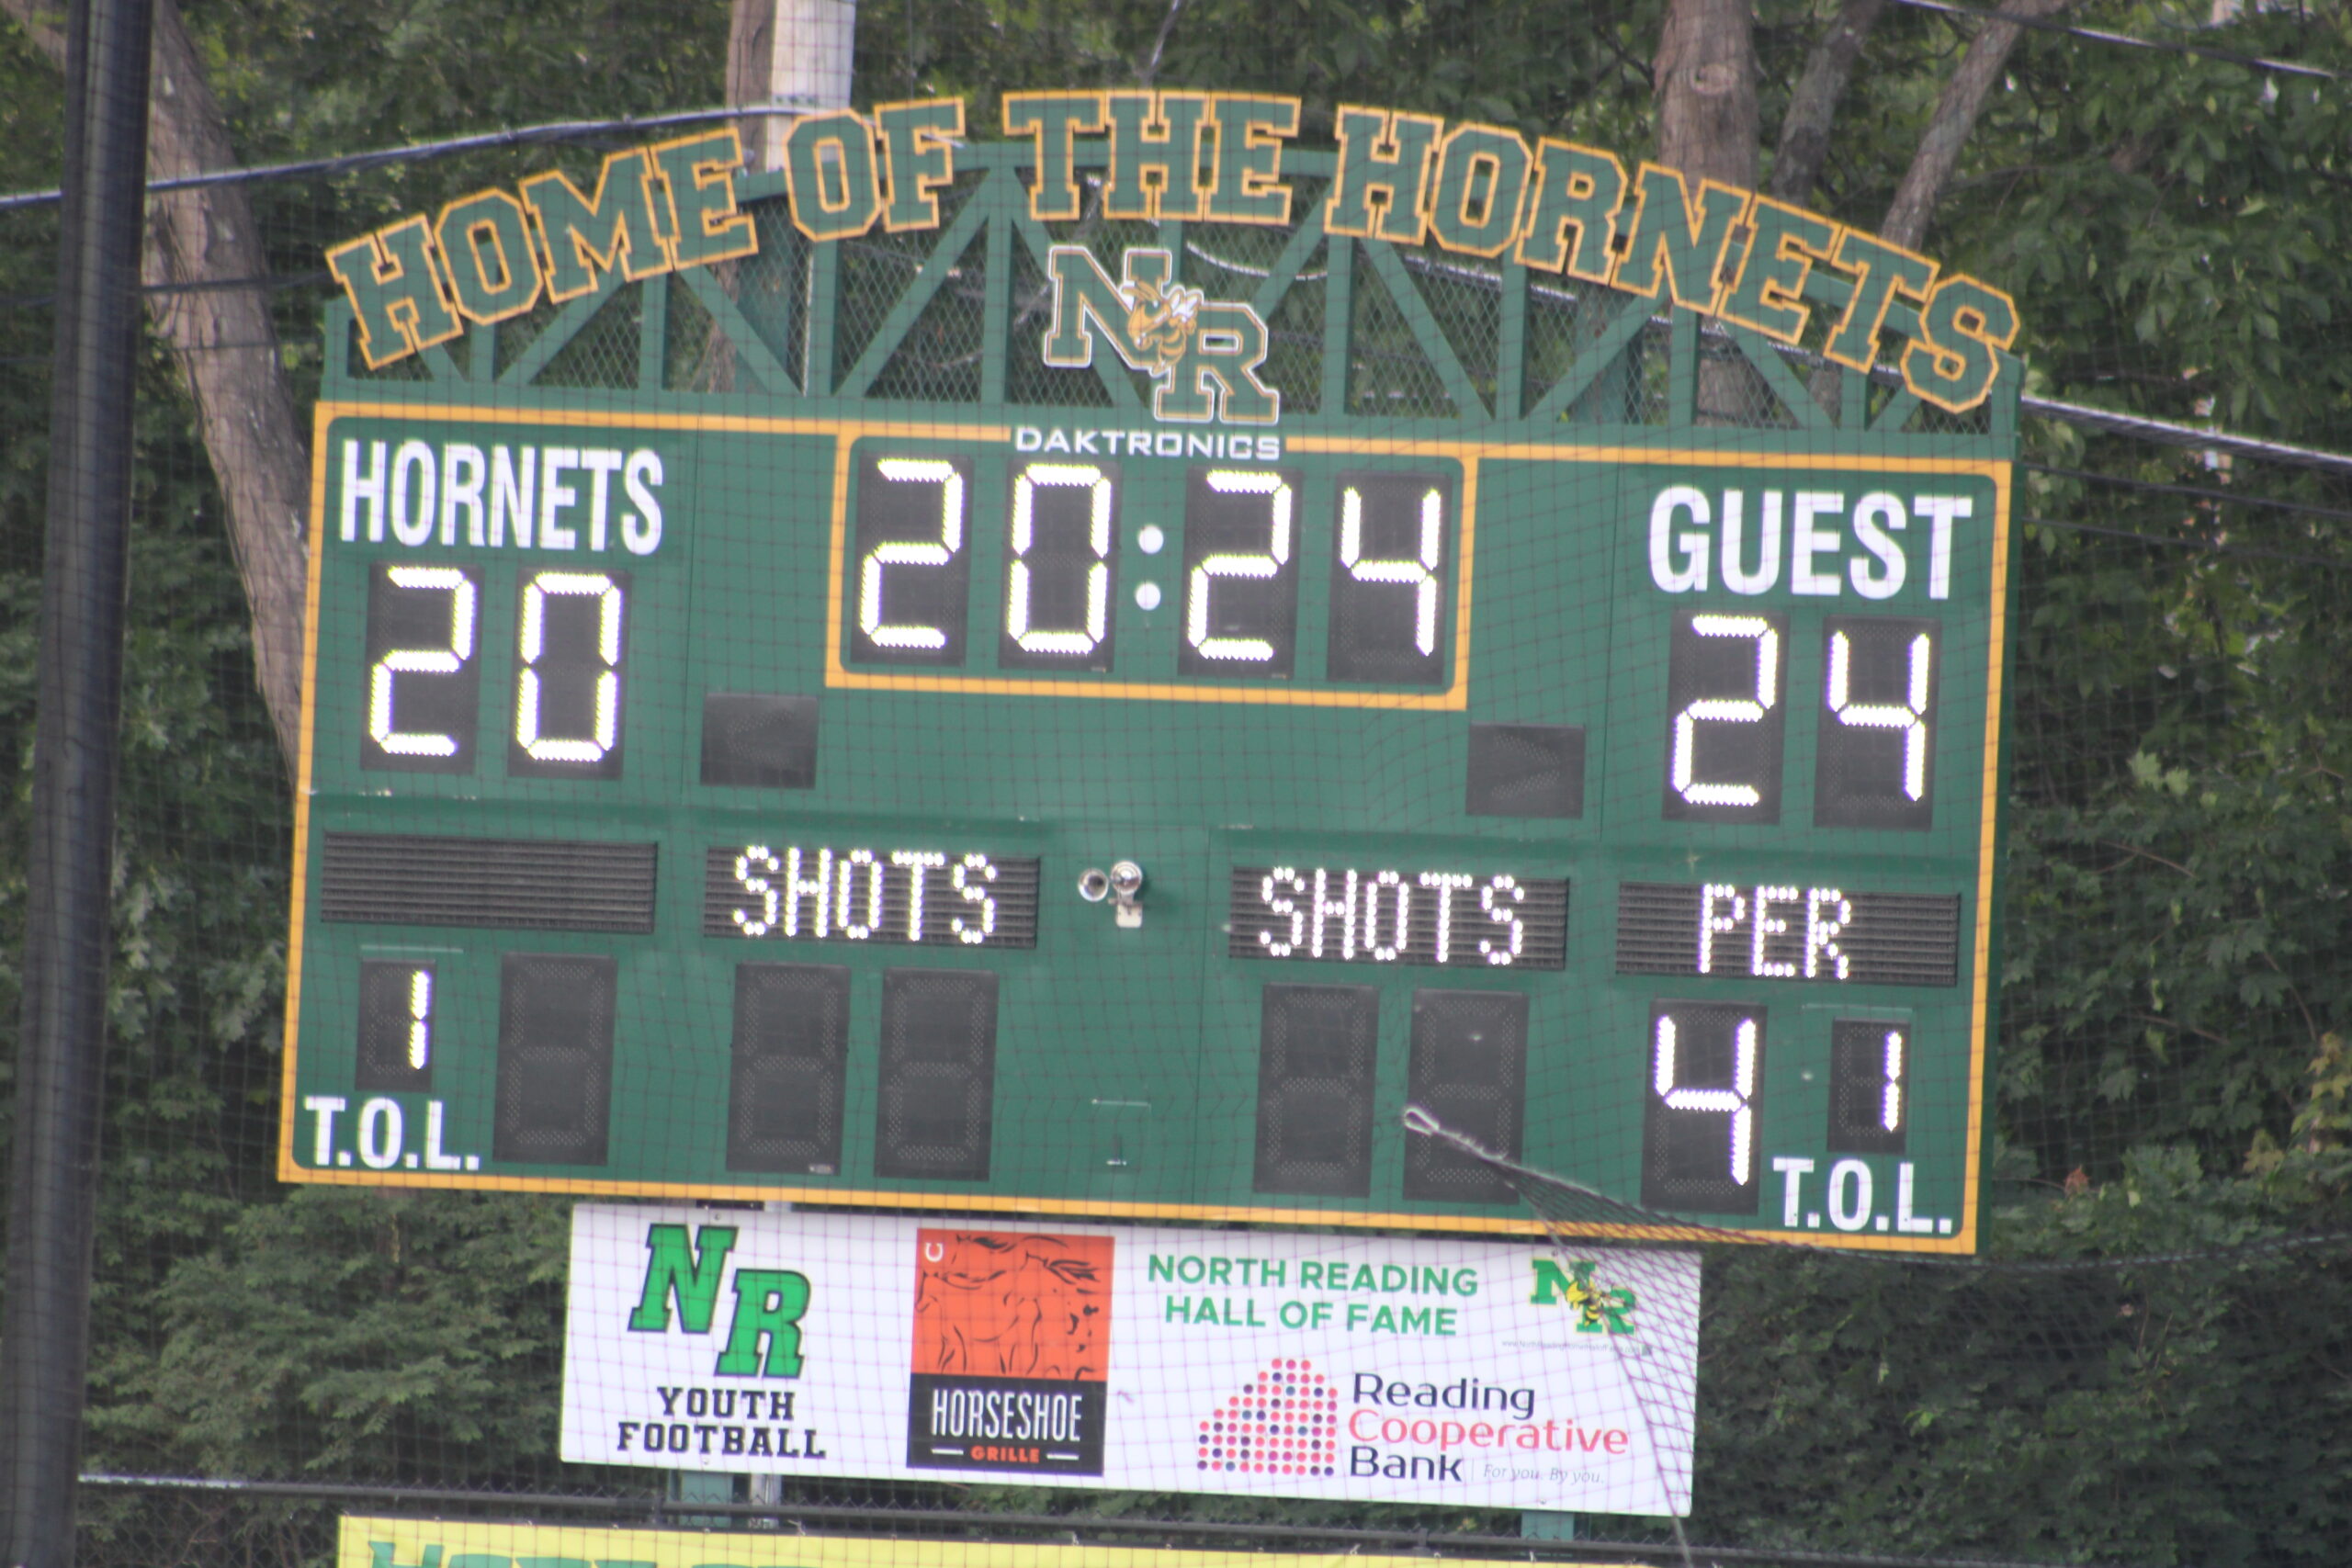 HOME OF THE HORNETS
NR
DAKTRONICS
HORNETS
20:24
GUEST
20
24
SHOTS
SHOTS
PER
1
4
1
T.O.L.
T.O.L.
NR
YOUTH
FOOTBALL
HORSESHOE
GRILLE
NORTH READING
HALL OF FAME
NR
Reading
Cooperative
Bank
For you. By you.